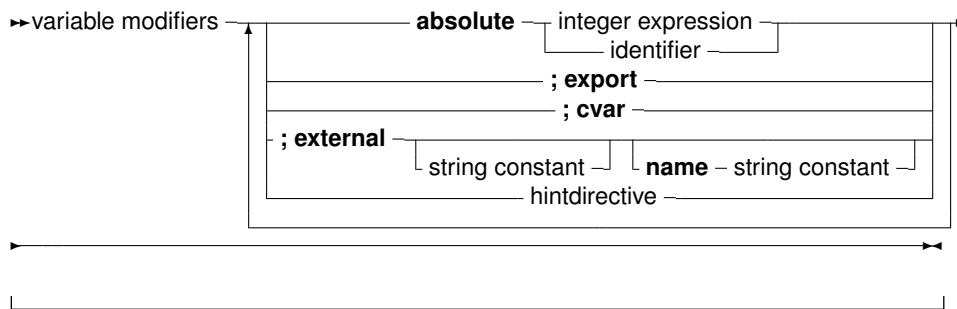 variable modifiers absolute integer expression
identifier
; export
; cvar
; external
string constant name string constant
hintdirective